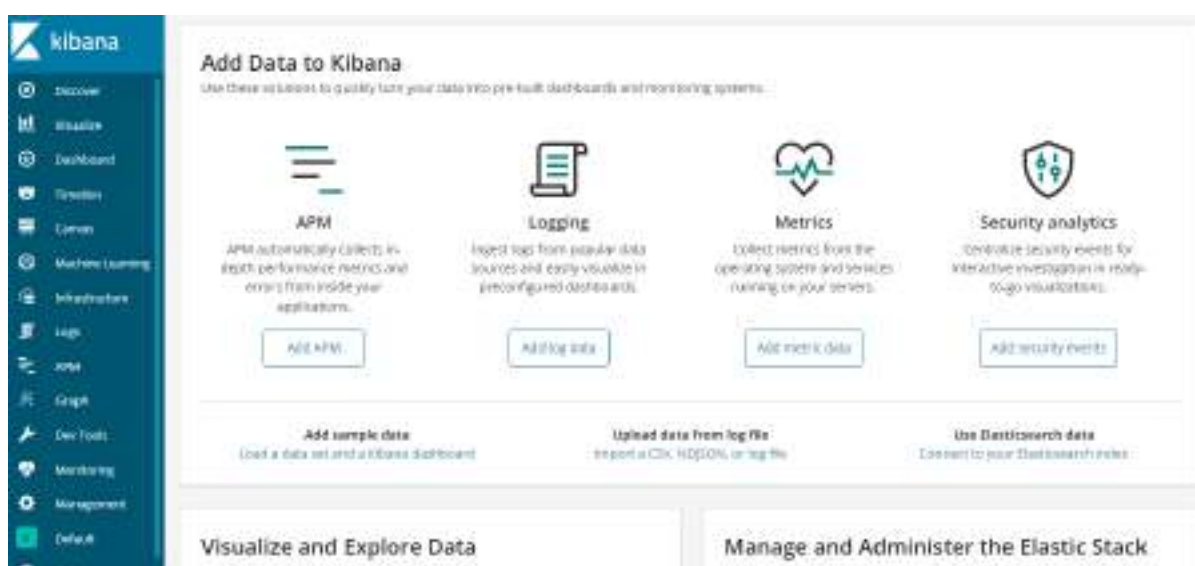 kibana
Discover
Visualize
Dashboard
Timelion
Canvas
Machine Learning
Infrastructure
Logs
APM
Graph
Dev Tools
Monitoring
Management
Default
Add Data to Kibana
Use these solutions to quickly turn your data into pre-built dashboards and monitoring systems.
APM
APM automatically collects in-
depth performance metrics and
errors from inside your
applications.
Add APM
Logging
Ingest logs from popular data
sources and easily visualize in
preconfigured dashboards.
Add log data
Metrics
Collect metrics from the
operating system and services
running on your servers.
Add metric data
Security analytics
Centralize security events for
interactive investigation in ready-
to-go visualizations.
Add security events
Add sample data
Load a data set and a Kibana dashboard
Upload data from log file
Import a CSV, NDJSON, or log file
Use Elasticsearch data
Connect to your Elasticsearch index
Visualize and Explore Data
Manage and Administer the Elastic Stack